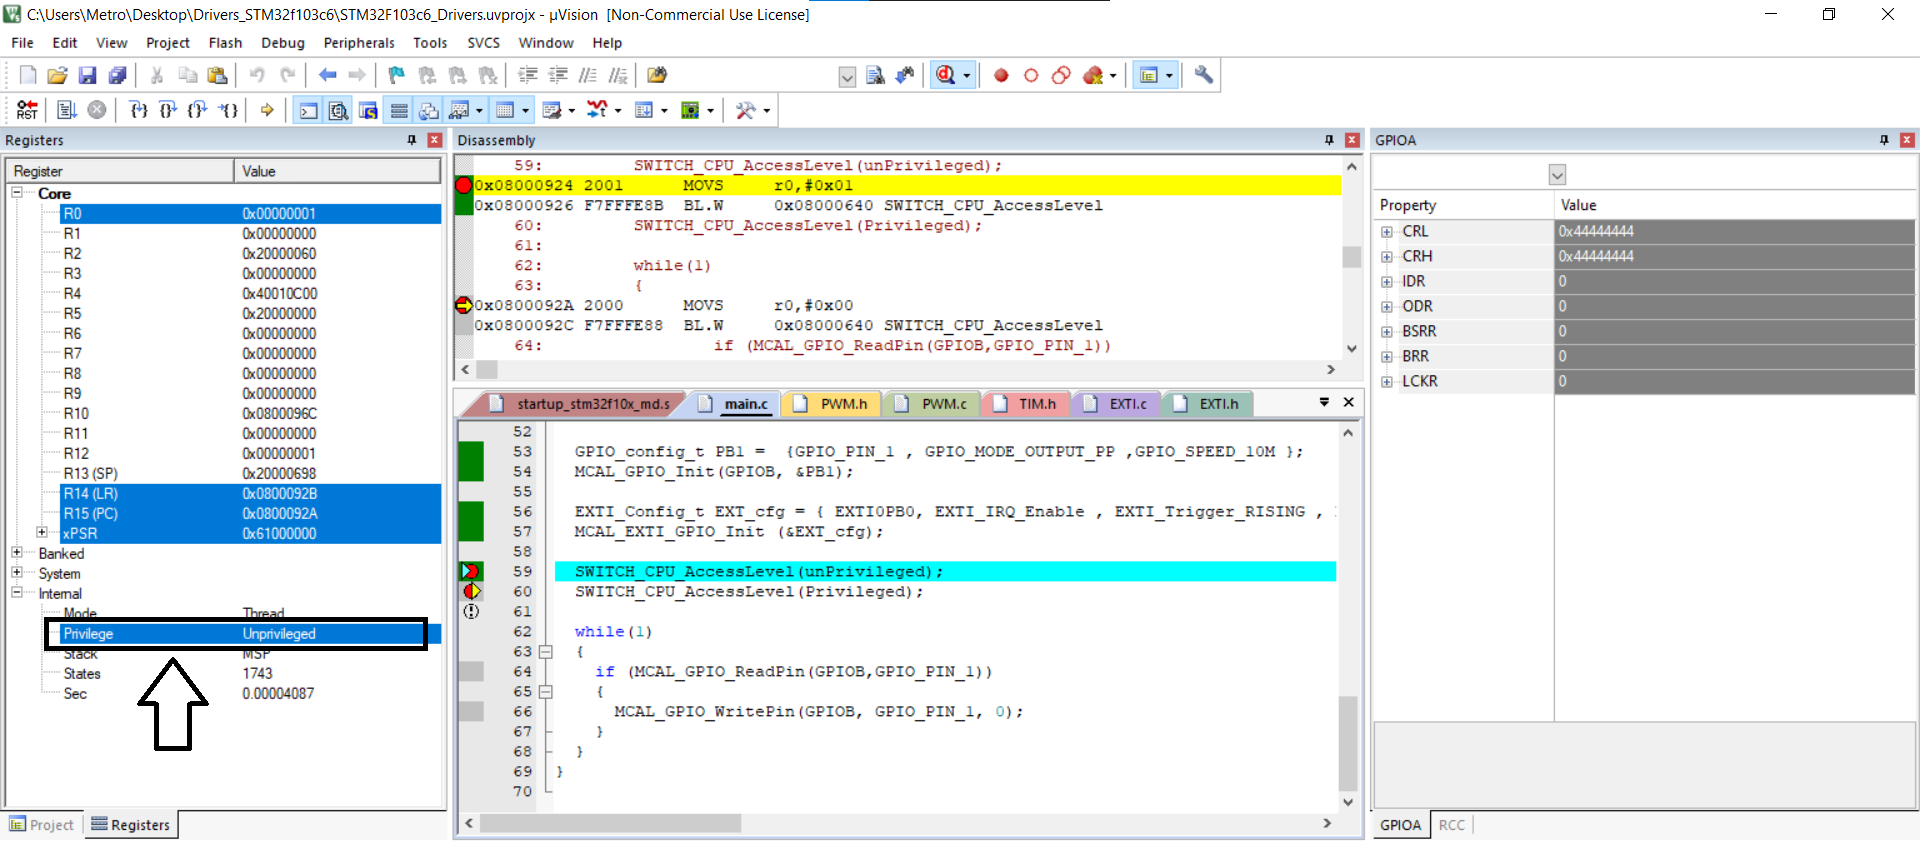 C:\Users\Metro\Desktop\Drivers_STM32f103c6\STM32F103c6_Drivers.uvprojx - µVision  [Non-Commercial Use License]
File Edit View Project Flash Debug Peripherals Tools SVCS Window Help
RST
Registers
Register Value
Core
R0 0x00000001
R1 0x00000000
R2 0x20000060
R3 0x00000000
R4 0x40010C00
R5 0x20000000
R6 0x00000000
R7 0x00000000
R8 0x00000000
R9 0x00000000
R10 0x0800096C
R11 0x00000000
R12 0x00000001
R13 (SP) 0x20000698
R14 (LR) 0x0800092B
R15 (PC) 0x0800092A
xPSR 0x61000000
Banked
System
Internal
Mode Thread
Privilege Unprivileged
Stack MSP
States 1743
Sec 0.00004087
Project Registers
Disassembly
59: SWITCH_CPU_AccessLevel(unPrivileged);
0x08000924 2001 MOVS r0,#0x01
0x08000926 F7FFFE8B BL.W 0x08000640 SWITCH_CPU_AccessLevel
60: SWITCH_CPU_AccessLevel(Privileged);
61:
62: while(1)
63: {
0x0800092A 2000 MOVS r0,#0x00
0x0800092C F7FFFE88 BL.W 0x08000640 SWITCH_CPU_AccessLevel
64: if (MCAL_GPIO_ReadPin(GPIOB,GPIO_PIN_1))
startup_stm32f10x_md.s main.c PWM.h PWM.c TIM.h EXTI.c EXTI.h
52
53 GPIO_config_t PB1 = {GPIO_PIN_1 , GPIO_MODE_OUTPUT_PP ,GPIO_SPEED_10M };
54 MCAL_GPIO_Init(GPIOB, &PB1);
55
56 EXTI_Config_t EXT_cfg = { EXTI0PB0, EXTI_IRQ_Enable , EXTI_Trigger_RISING ,
57 MCAL_EXTI_GPIO_Init (&EXT_cfg);
58
59 SWITCH_CPU_AccessLevel(unPrivileged);
60 SWITCH_CPU_AccessLevel(Privileged);
61
62 while(1)
63 {
64 if (MCAL_GPIO_ReadPin(GPIOB,GPIO_PIN_1))
65 {
66 MCAL_GPIO_WritePin(GPIOB, GPIO_PIN_1, 0);
67 }
68 }
69 }
70
GPIOA
Property Value
CRL 0x44444444
CRH 0x44444444
IDR 0
ODR 0
BSRR 0
BRR 0
LCKR 0
GPIOA RCC